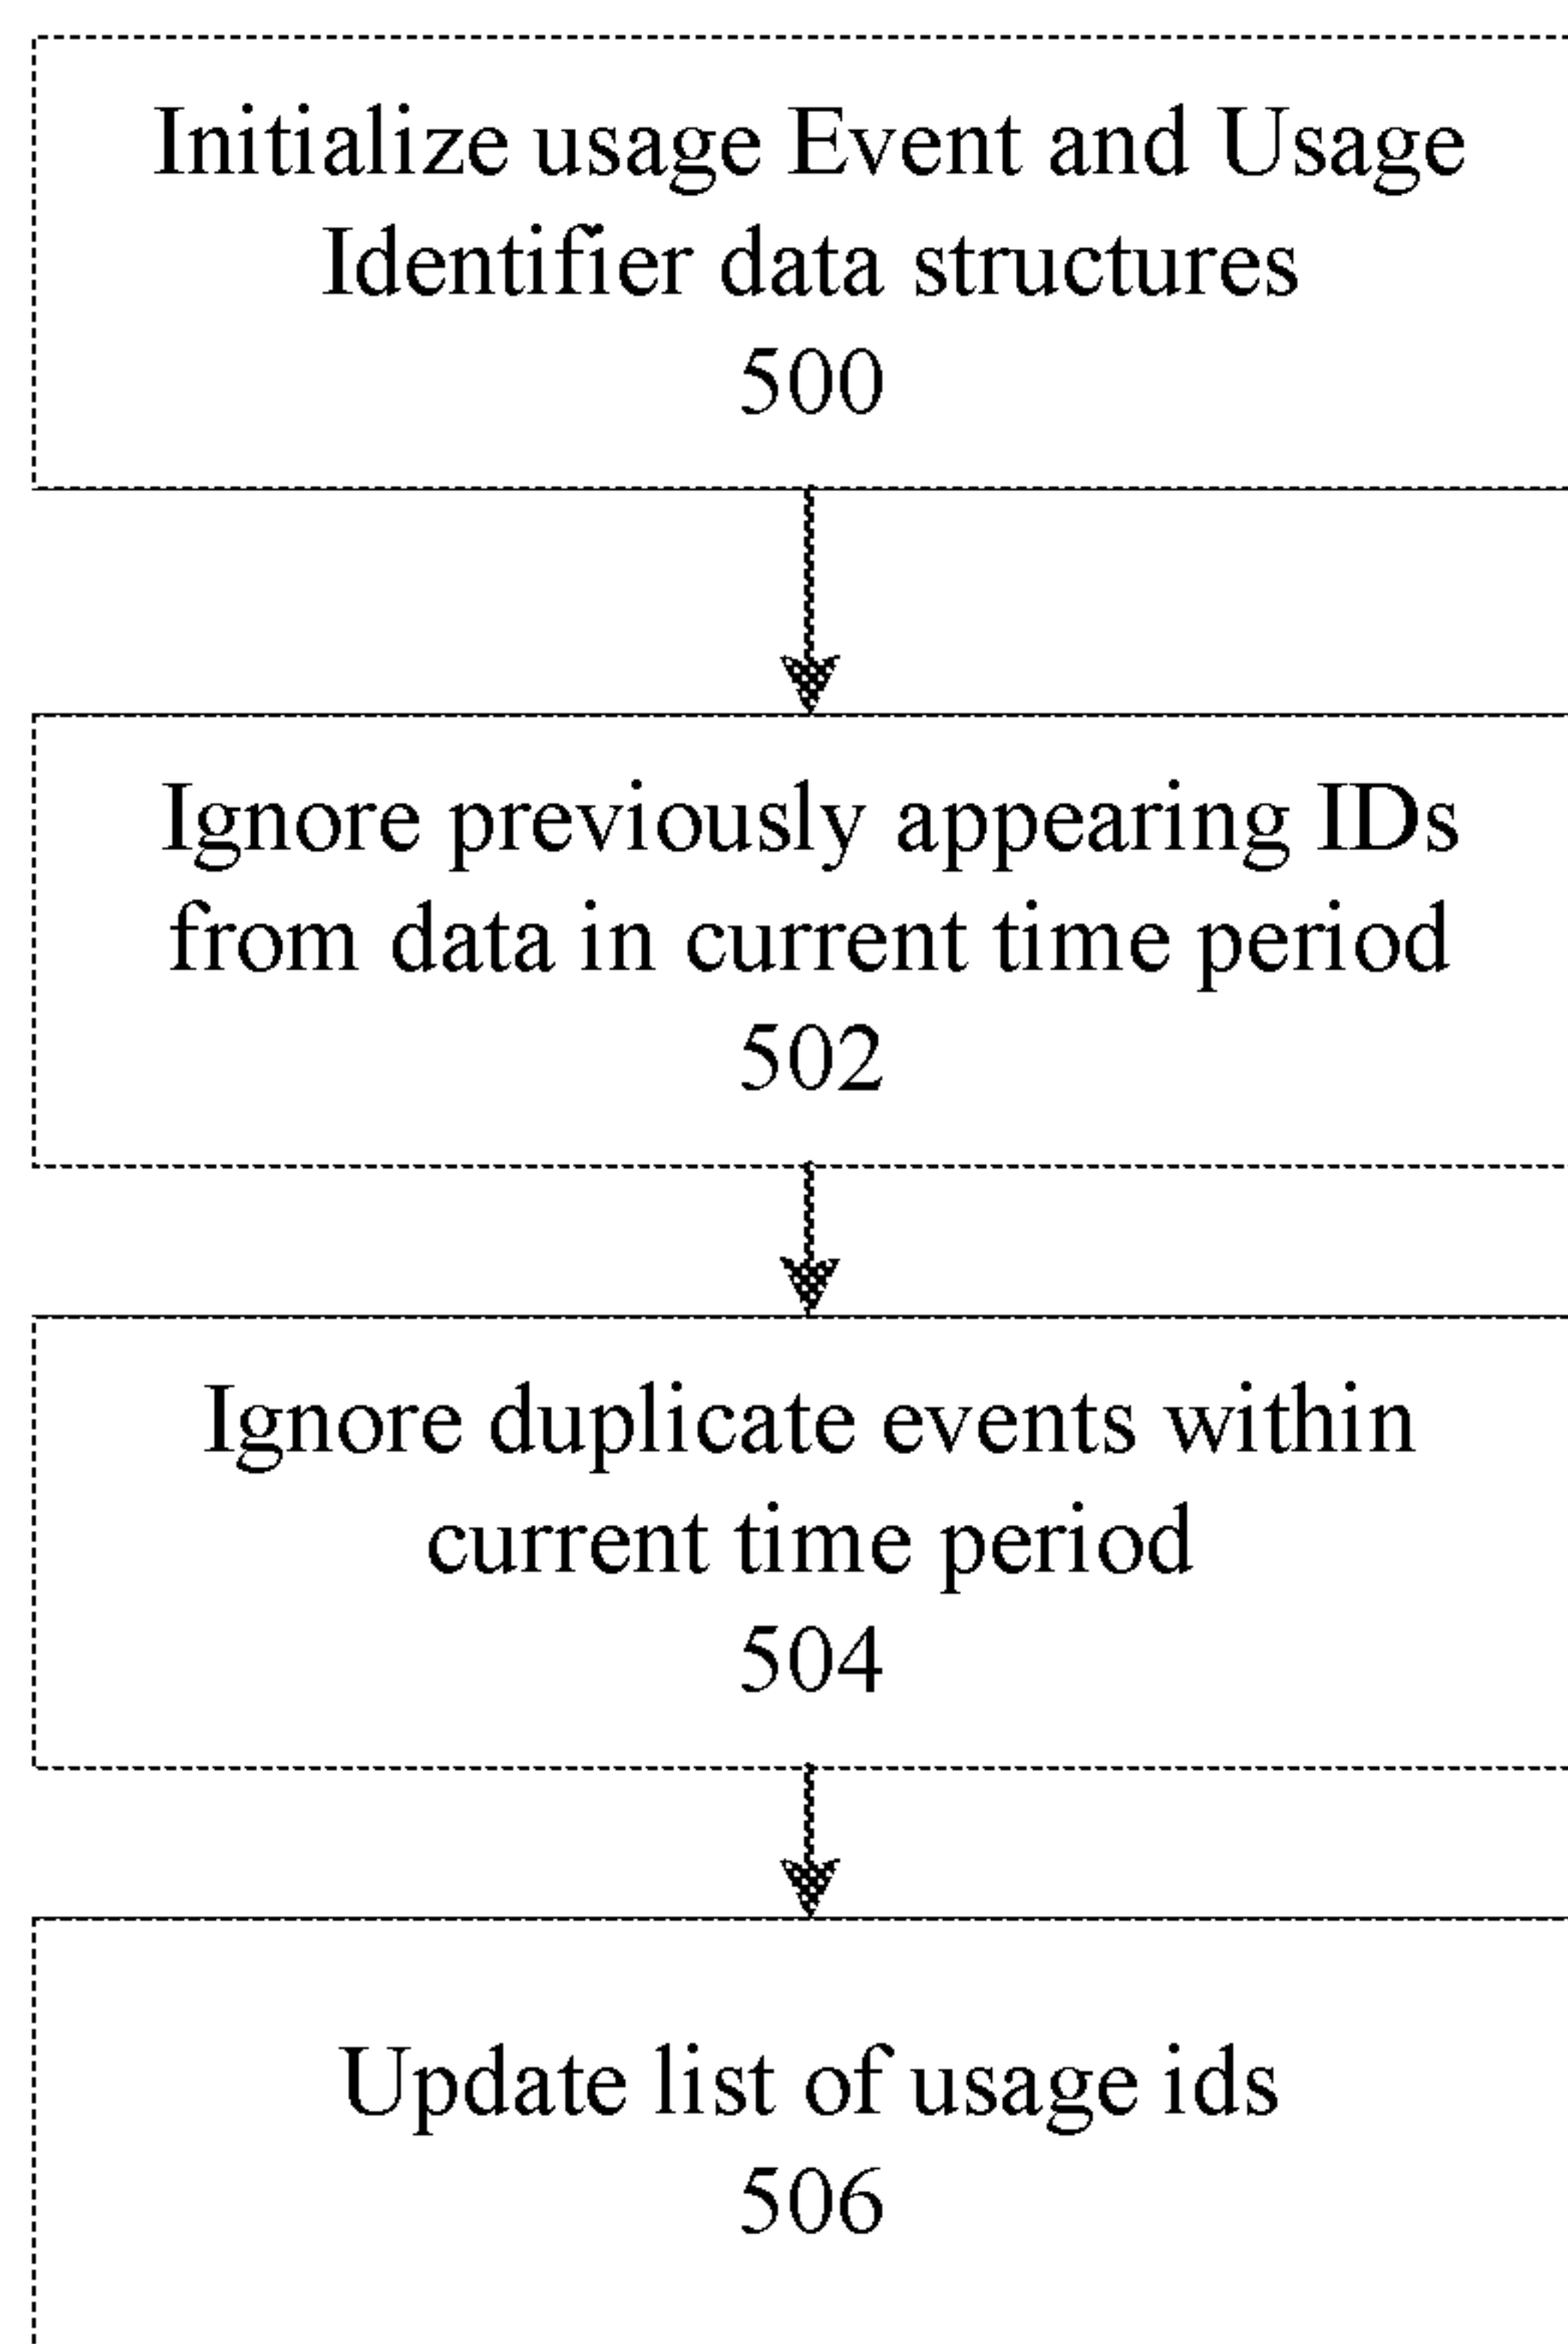 Initialize usage Event and Usage
Identifier data structures
500
Ignore previously appearing IDs
from data in current time period
502
Ignore duplicate events within
current time period
504
Update list of usage ids
506